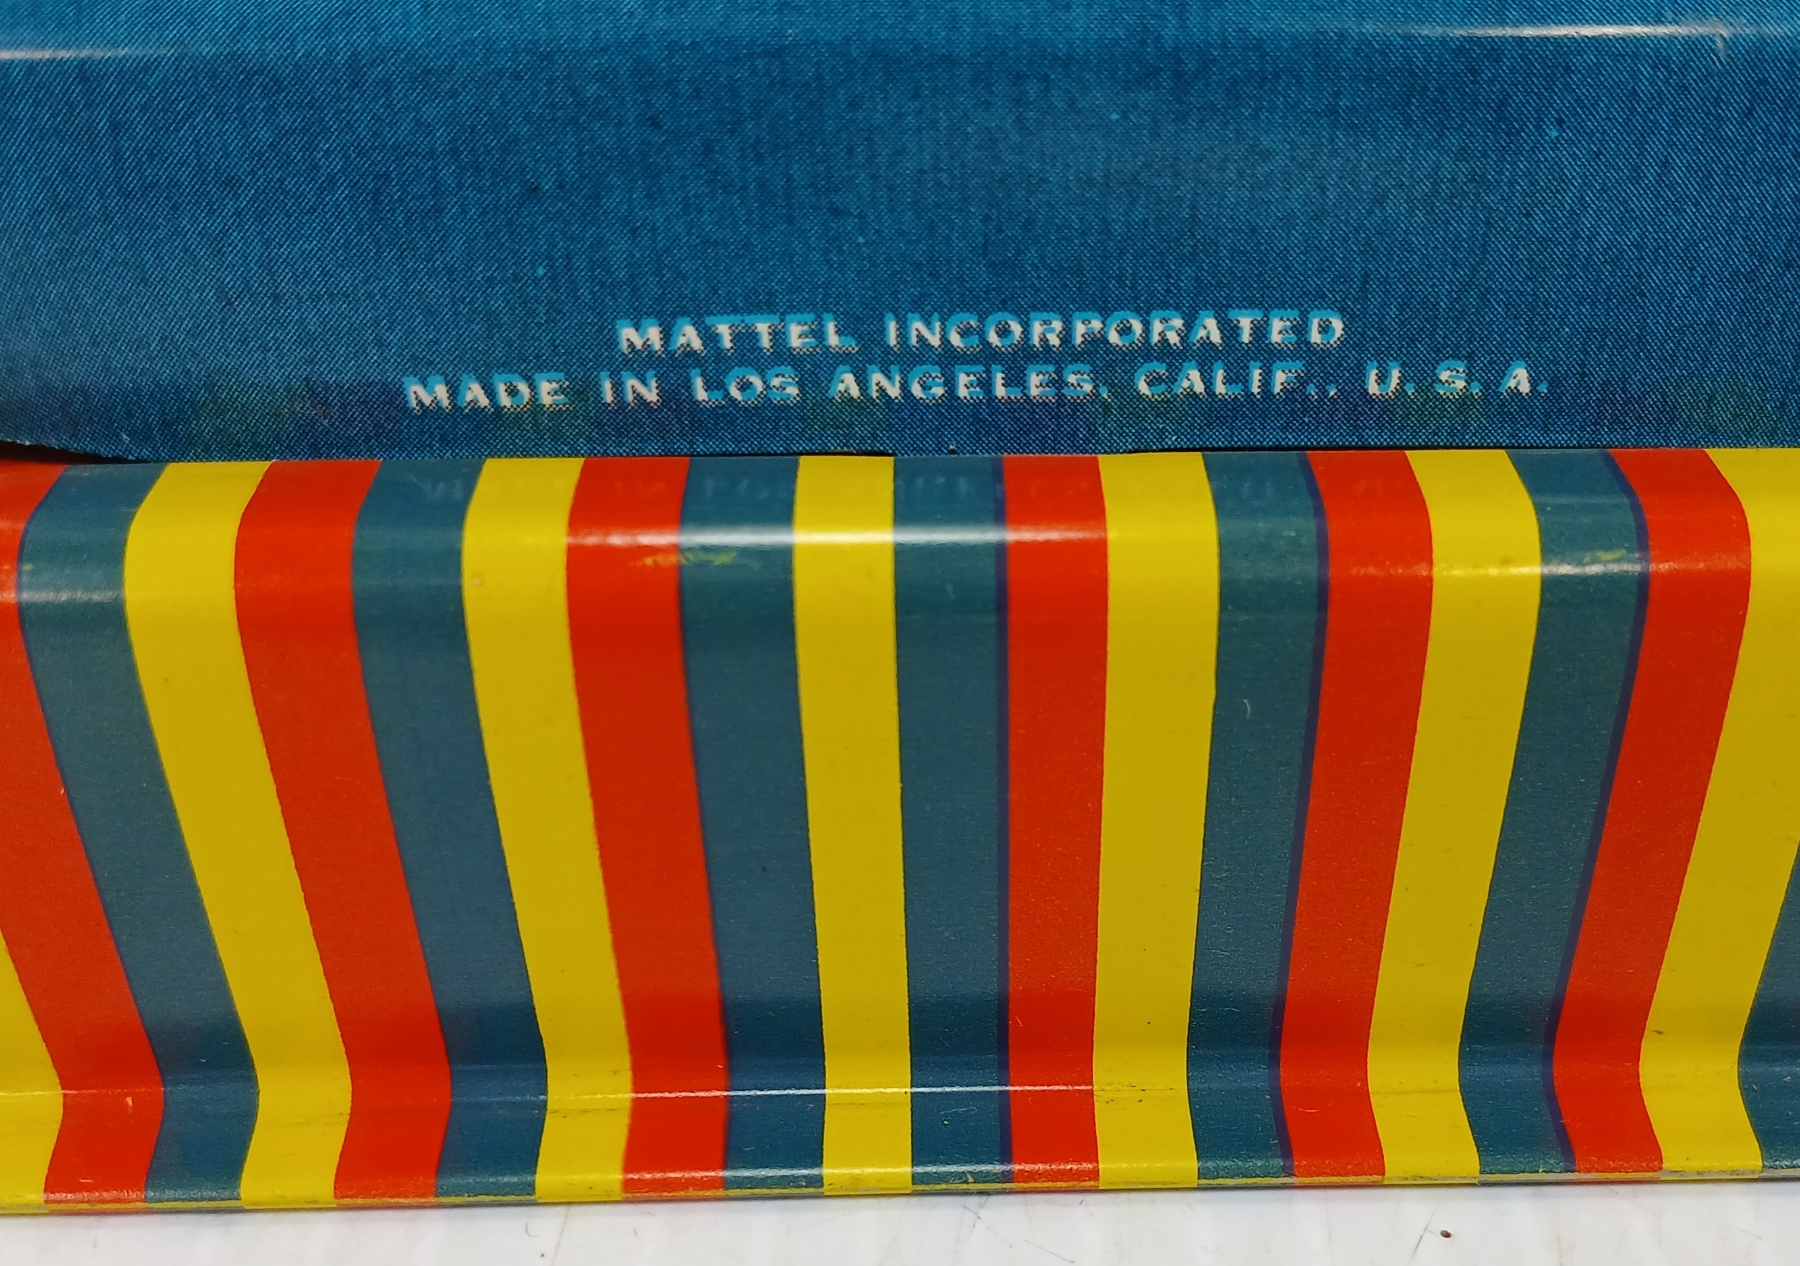 MATTEL INCORPORATED
MADE IN LOS ANGELES, CALIF., U. S. A.